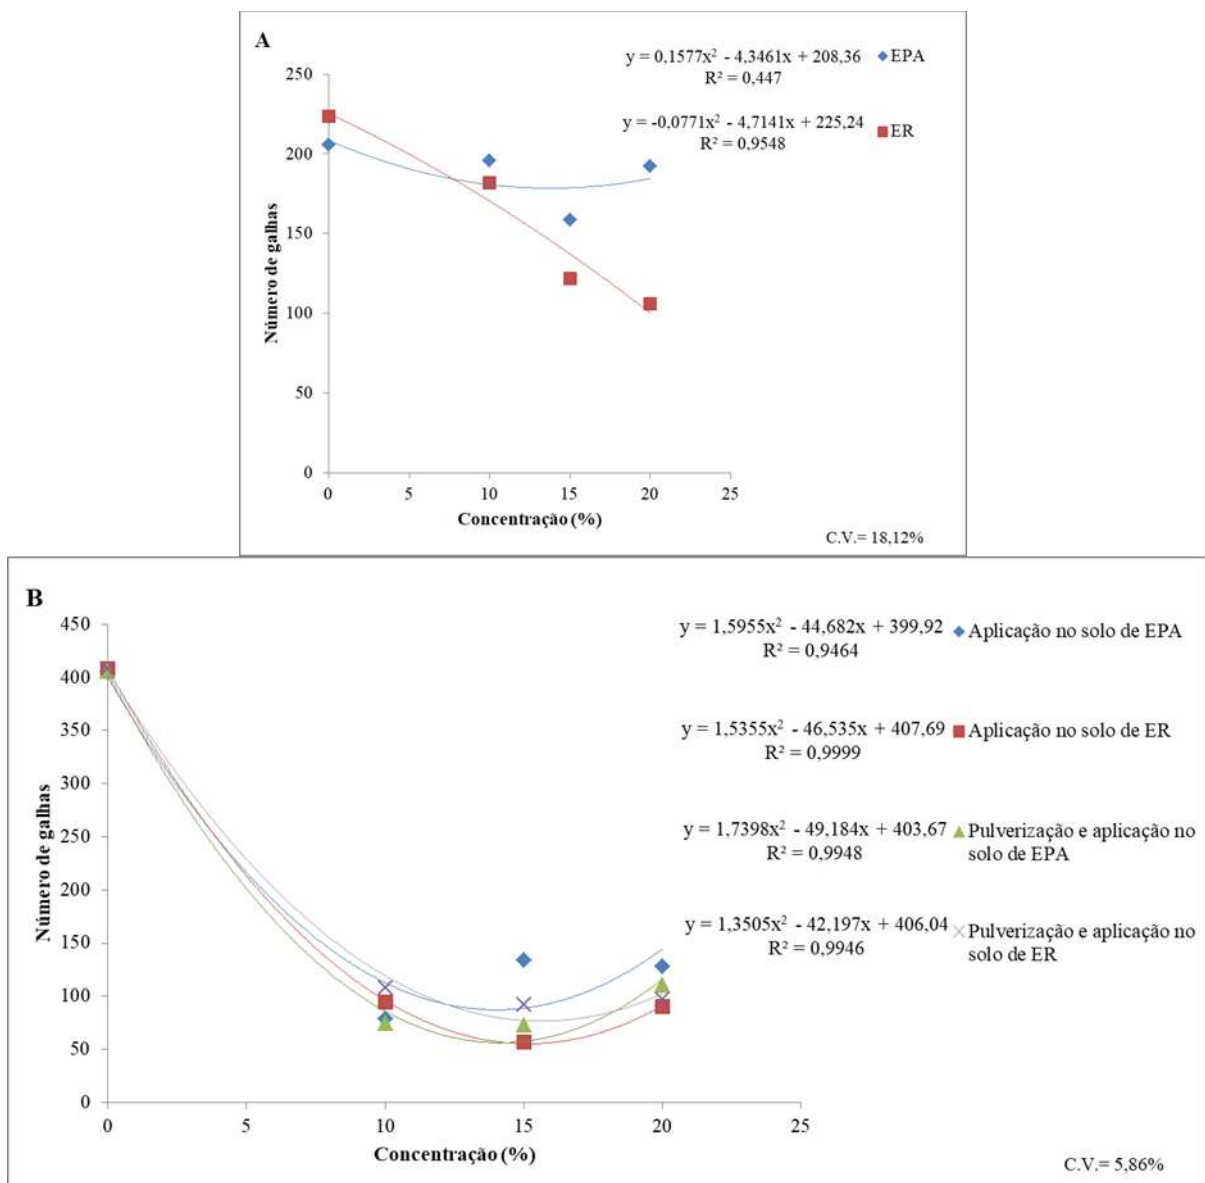 A
y = 0,1577x² - 4,3461x + 208,36
R² = 0,447
EPA
y = -0,0771x² - 4,7141x + 225,24
R² = 0,9548
ER
Número de galhas
250
200
150
100
50
0
0 5 10 15 20 25
Concentração (%)
C.V.= 18,12%
B
y = 1,5955x² - 44,682x + 399,92
R² = 0,9464
Aplicação no solo de EPA
y = 1,5355x² - 46,535x + 407,69
R² = 0,9999
Aplicação no solo de ER
y = 1,7398x² - 49,184x + 403,67
R² = 0,9948
Pulverização e aplicação no
solo de EPA
y = 1,3505x² - 42,197x + 406,04
R² = 0,9946
Pulverização e aplicação no
solo de ER
Número de galhas
450
400
350
300
250
200
150
100
50
0
0 5 10 15 20 25
Concentração (%)
C.V.= 5,86%